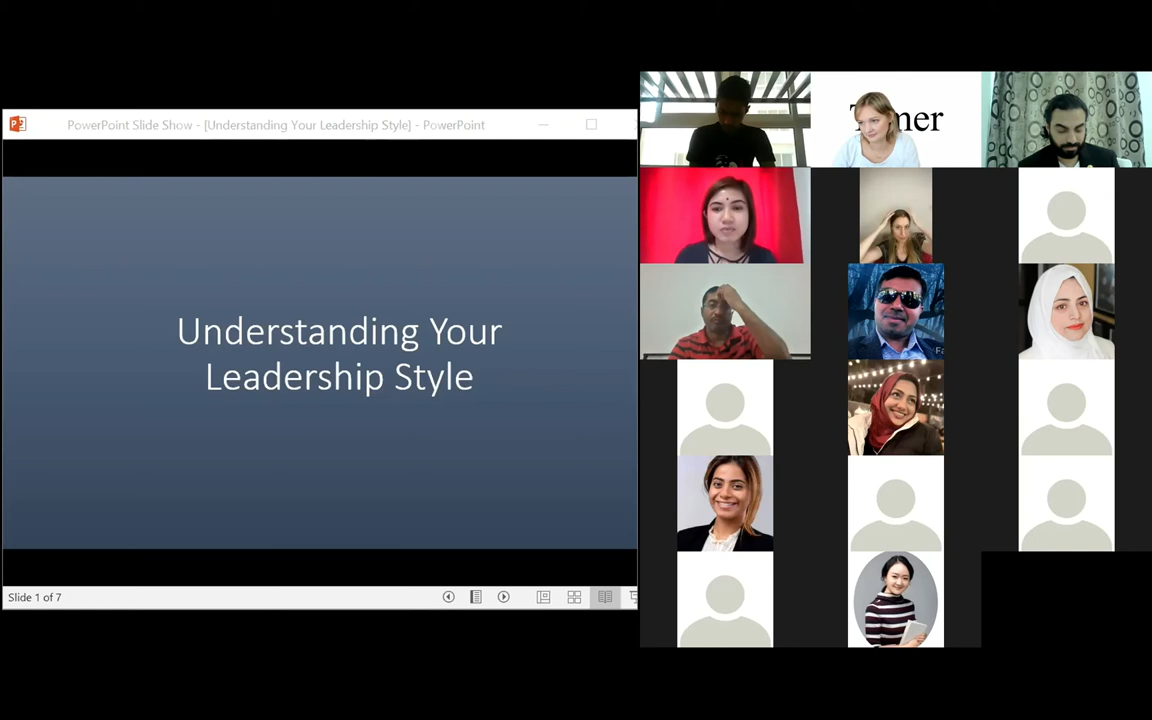 PowerPoint Slide Show - [Understanding Your Leadership Style] - PowerPoint
Understanding Your
Leadership Style
Slide 1 of 7